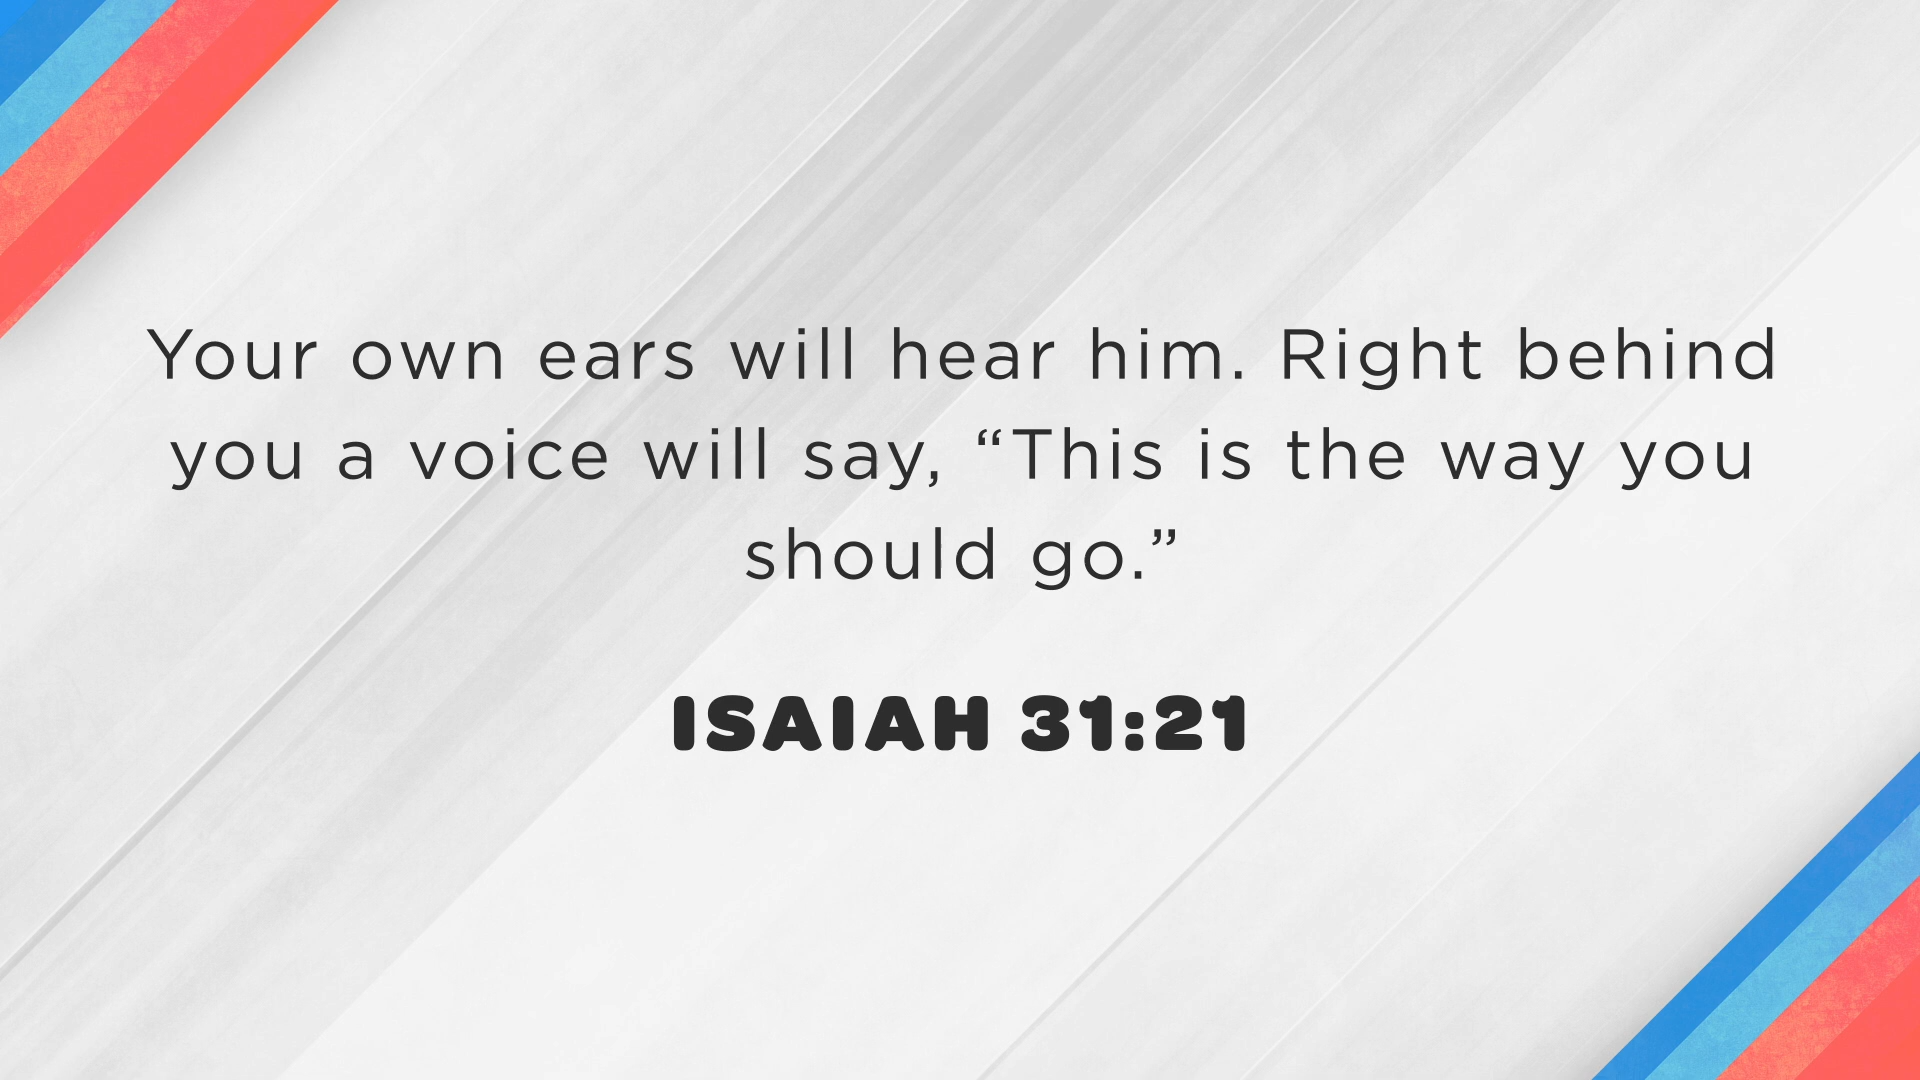 Your own ears will hear him. Right behind
you a voice will say, “This is the way you
should go.”
ISAIAH 31:21